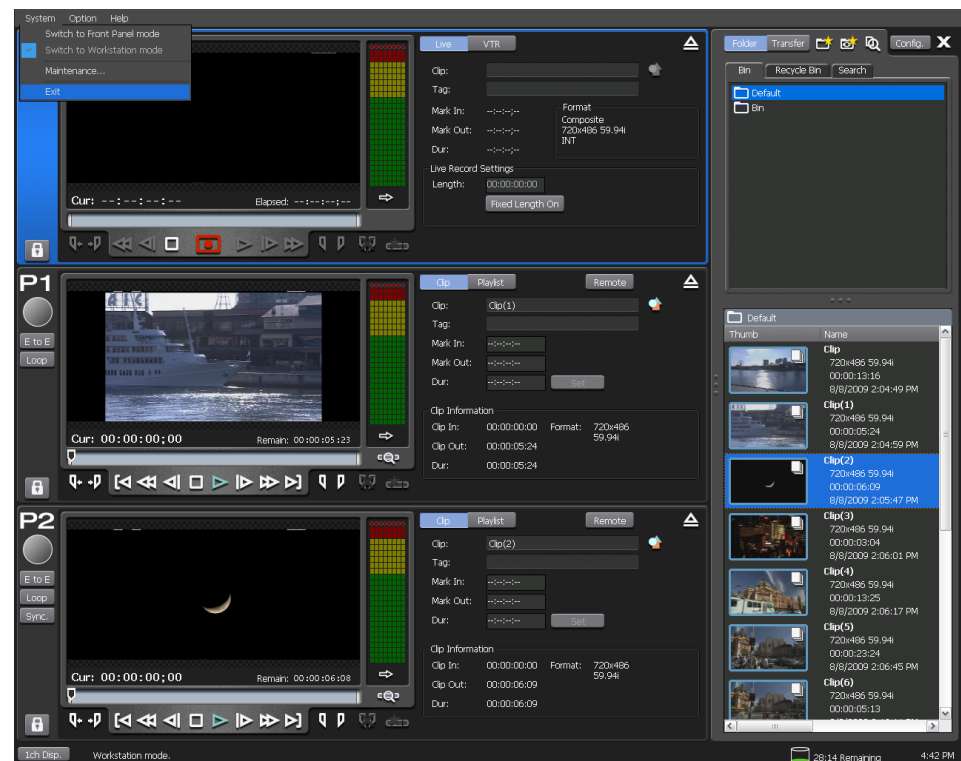 System Option Help
Switch to Front Panel mode
Switch to Workstation mode
Maintenance...
Exit
Cur: --:--:--:-- Elapsed: --:--:--;--
Live VTR
Clip:
Tag:
Mark In: --:--:--;--
Mark Out: --:--:--;--
Dur: --:--:--;--
Format
Composite
720x486 59.94i
INT
Live Record Settings
Length: 00:00:00:00
Fixed Length On
P1
E to E
Loop
Cur: 00:00:00;00 Remain: 00:00:05:23
Clip Playlist Remote
Clip: Clip(1)
Tag:
Mark In: --:--:--;--
Mark Out: --:--:--;--
Dur: --:--:--;-- Set
Clip Information
Clip In: 00:00:00:00 Format: 720x486
59.94i
Clip Out: 00:00:05:24
Dur: 00:00:05:24
P2
E to E
Loop
Sync.
Cur: 00:00:00;00 Remain: 00:00:06:08
Clip Playlist Remote
Clip: Clip(2)
Tag:
Mark In: --:--:--;--
Mark Out: --:--:--;--
Dur: --:--:--;-- Set
Clip Information
Clip In: 00:00:00:00 Format: 720x486
59.94i
Clip Out: 00:00:06:09
Dur: 00:00:06:09
Folder Transfer Config. X
Bin Recycle Bin Search
Default
Bin
Default
Thumb Name
Clip
720x486 59.94i
00:00:13:16
8/8/2009 2:04:49 PM
Clip(1)
720x486 59.94i
00:00:05:24
8/8/2009 2:04:59 PM
Clip(2)
720x486 59.94i
00:00:06:09
8/8/2009 2:05:47 PM
Clip(3)
720x486 59.94i
00:00:03:04
8/8/2009 2:06:01 PM
Clip(4)
720x486 59.94i
00:00:13:25
8/8/2009 2:06:17 PM
Clip(5)
720x486 59.94i
00:00:23:24
8/8/2009 2:06:45 PM
Clip(6)
720x486 59.94i
00:00:05:13
1ch Disp. Workstation mode. 28:14 Remaining 4:42 PM